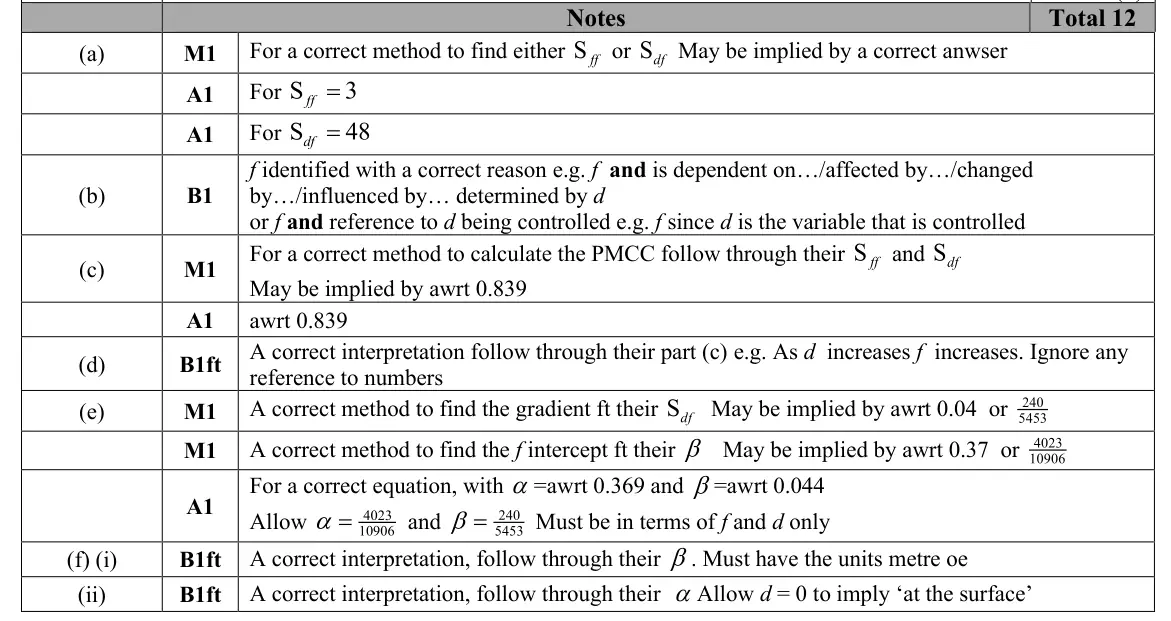 Notes Total 12
(a) M1 For a correct method to find either S_ff or S_df May be implied by a correct anwser
A1 For S_ff = 3
A1 For S_df = 48
(b) B1 f identified with a correct reason e.g. f and is dependent on…/affected by…/changed
by…/influenced by… determined by d
or f and reference to d being controlled e.g. f since d is the variable that is controlled
(c) M1 For a correct method to calculate the PMCC follow through their S_ff and S_df
May be implied by awrt 0.839
A1 awrt 0.839
(d) B1ft A correct interpretation follow through their part (c) e.g. As d increases f increases. Ignore any
reference to numbers
(e) M1 A correct method to find the gradient ft their S_df May be implied by awrt 0.04 or 240/5453
M1 A correct method to find the f intercept ft their β May be implied by awrt 0.37 or 4023/10906
A1 For a correct equation, with α =awrt 0.369 and β =awrt 0.044
Allow α = 4023/10906 and β = 240/5453 Must be in terms of f and d only
(f) (i) B1ft A correct interpretation, follow through their β . Must have the units metre oe
(ii) B1ft A correct interpretation, follow through their α Allow d = 0 to imply ‘at the surface’